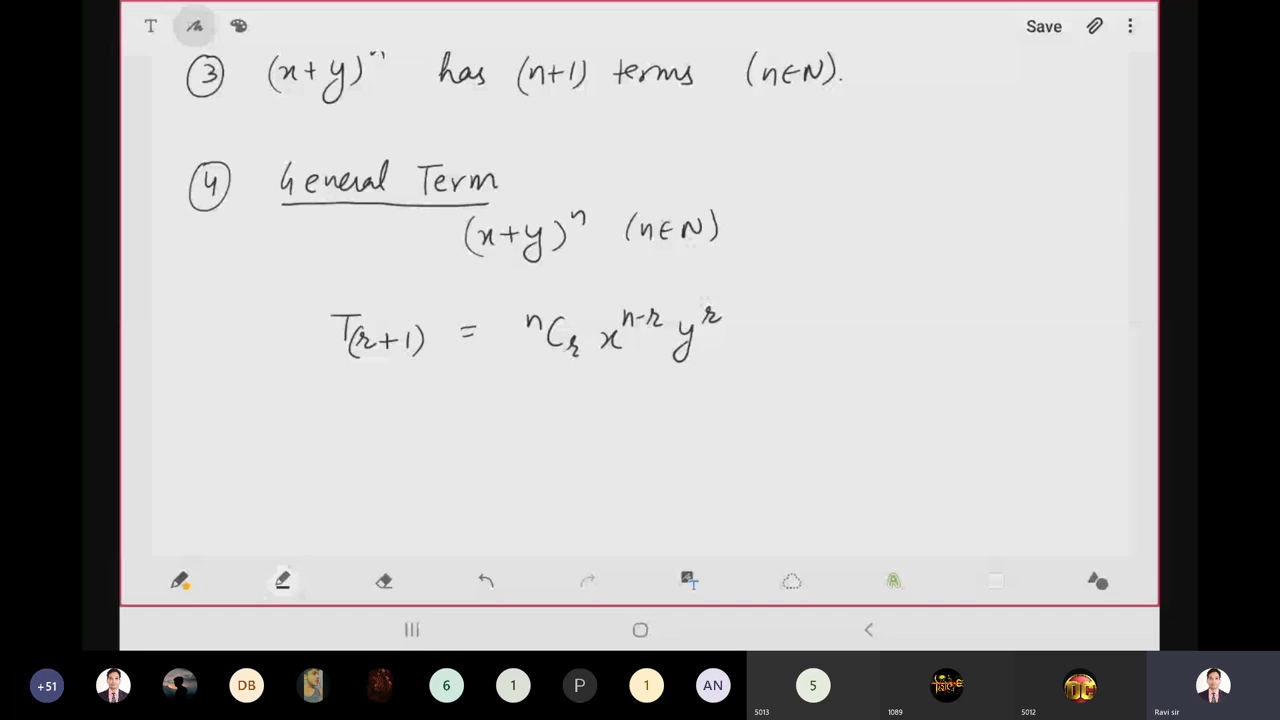 T
Save
③ (x+y)ⁿ has (n+1) terms (n∈N).
④ General Term
(x+y)ⁿ (n∈N)
T(r+1) = ⁿCᵣ xⁿ⁻ʳ yʳ
+51
DB
6
1
P
1
AN
5
5013
1089
5012
Ravi sir